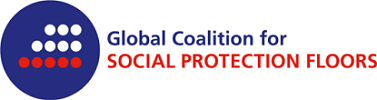 Global Coalition for
SOCIAL PROTECTION FLOORS